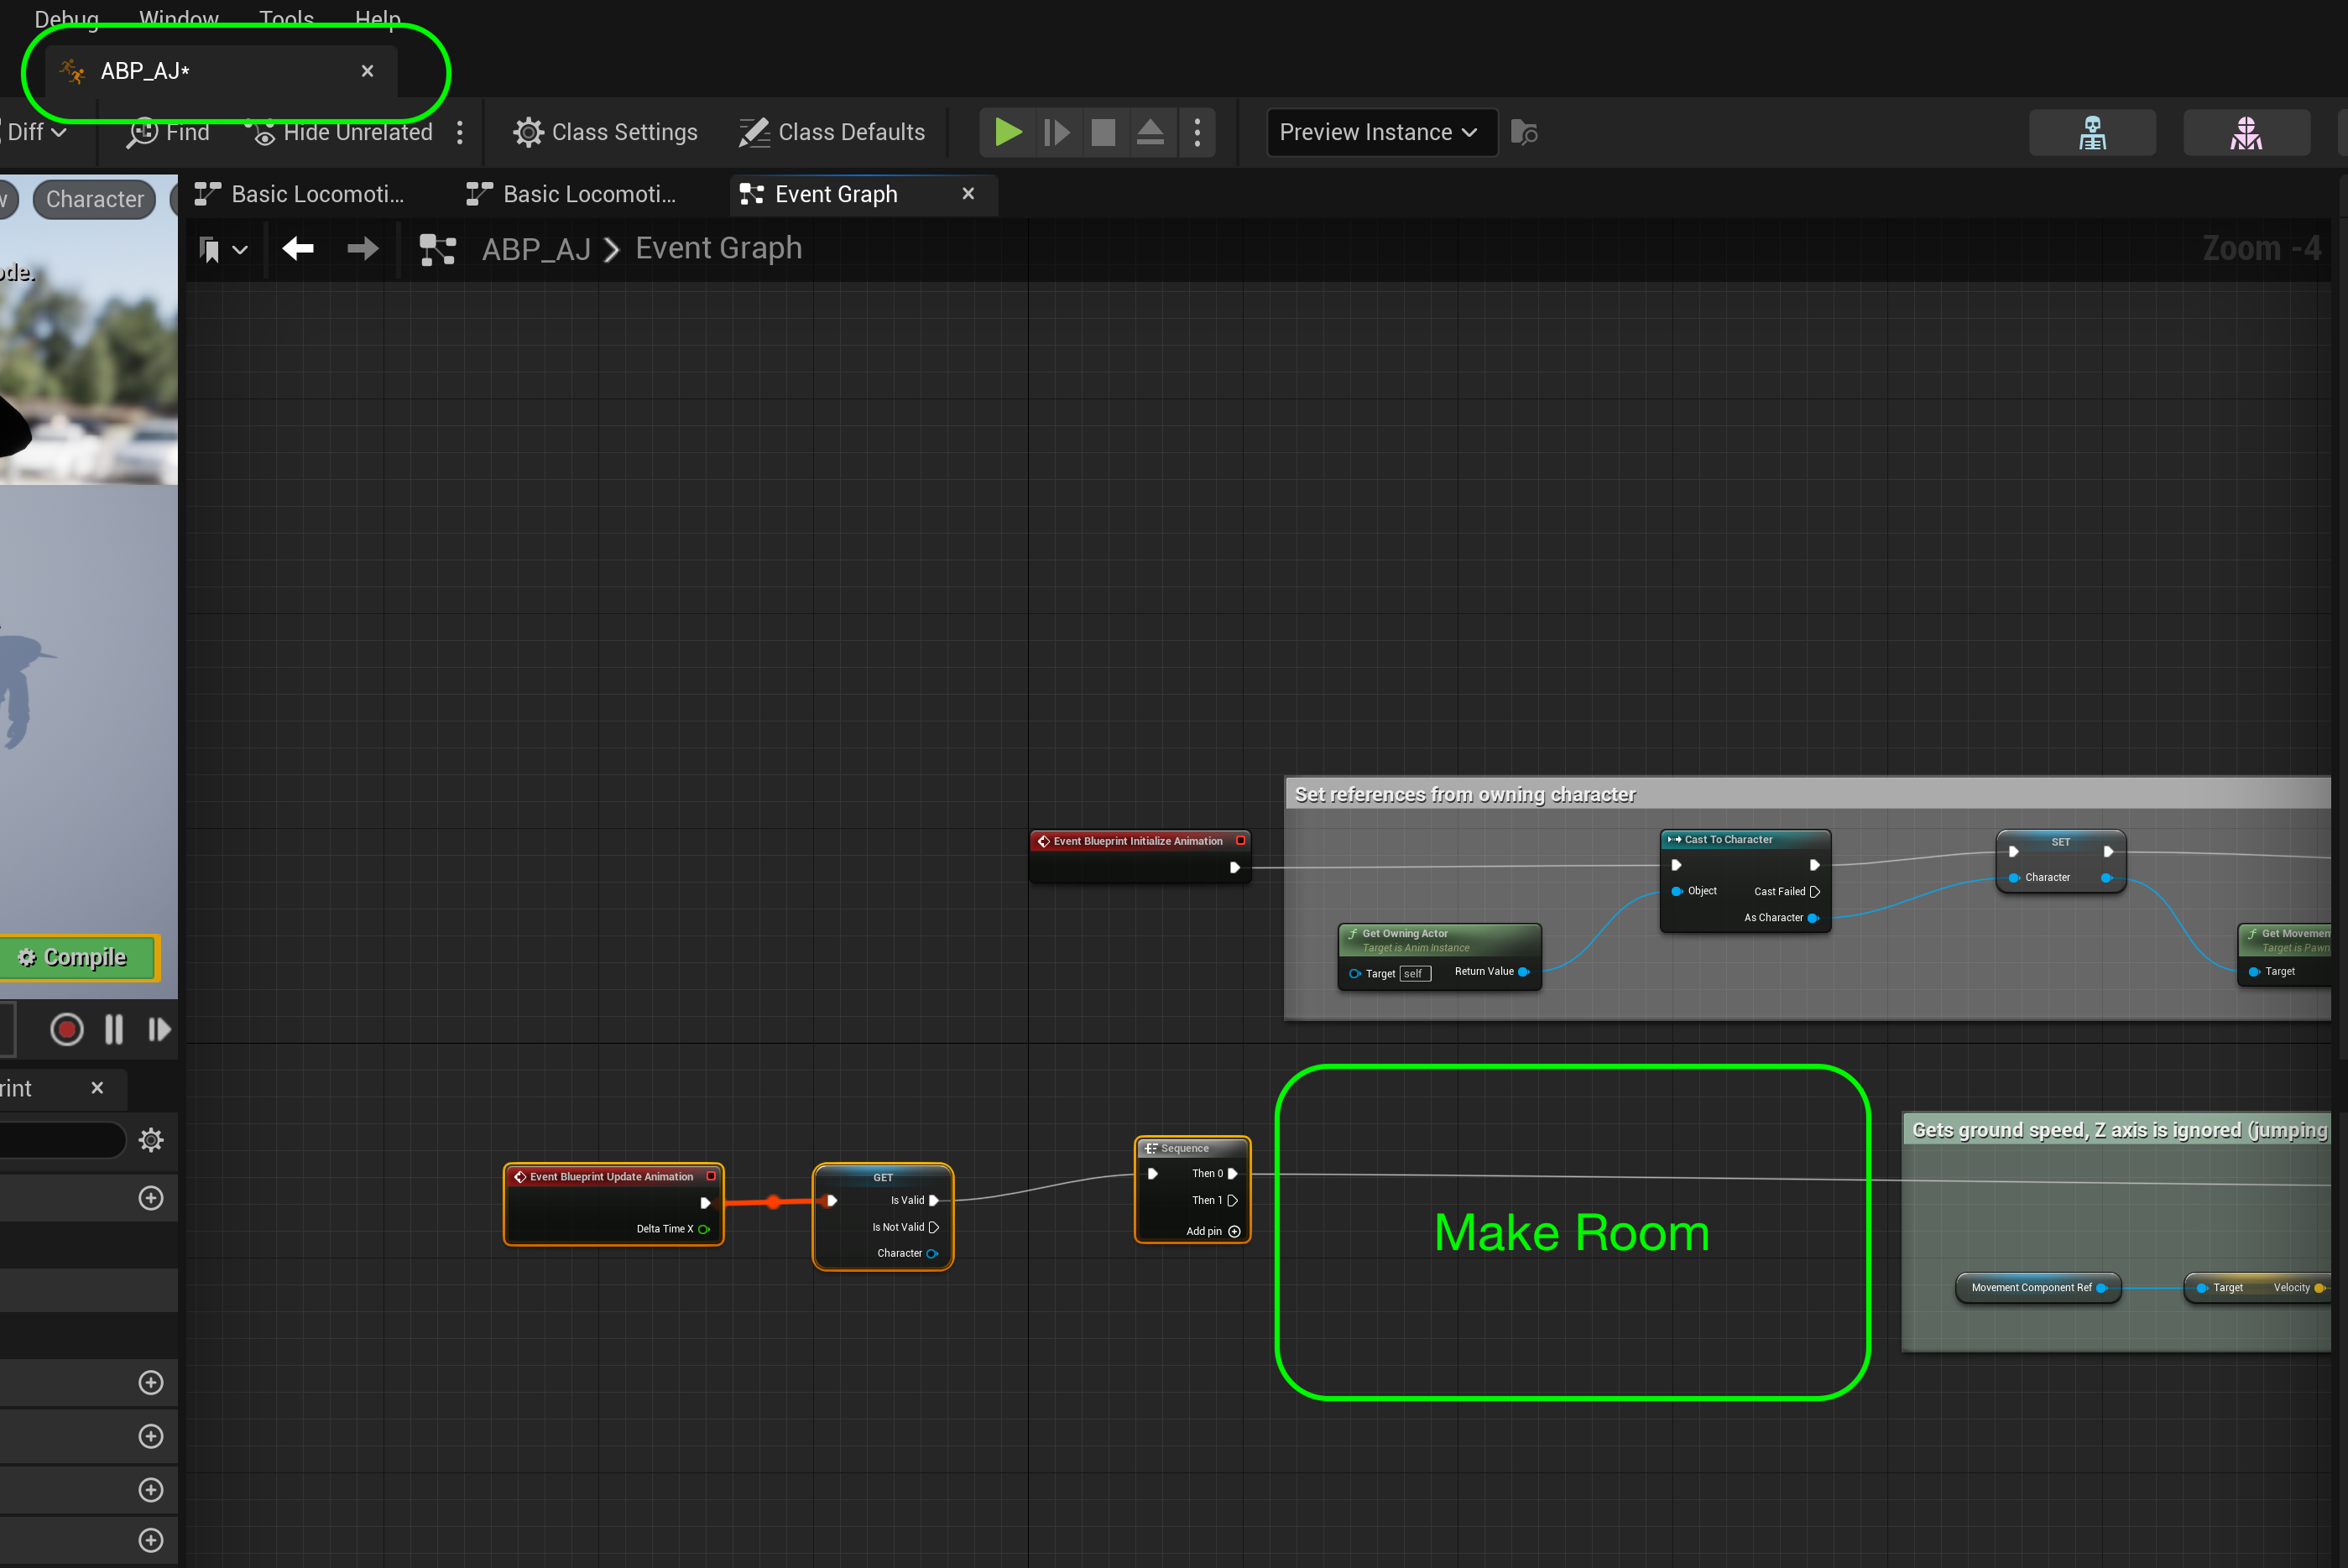 Debug Window Tools Help
ABP_AJ*
Diff Find Hide Unrelated Class Settings Class Defaults Preview Instance
Character Basic Locomoti... Basic Locomoti... Event Graph
ABP_AJ > Event Graph Zoom -4
ode.
Set references from owning character
Event Blueprint Initialize Animation
Cast To Character
Object
Cast Failed
As Character
SET
Character
Get Owning Actor
Target is Anim Instance
Target self Return Value
Get Movemen
Target is Pawn
Target
Compile
rint
Event Blueprint Update Animation
Delta Time X
GET
Is Valid
Is Not Valid
Character
Sequence
Then 0
Then 1
Add pin
Make Room
Gets ground speed, Z axis is ignored (jumping
Movement Component Ref
Target Velocity